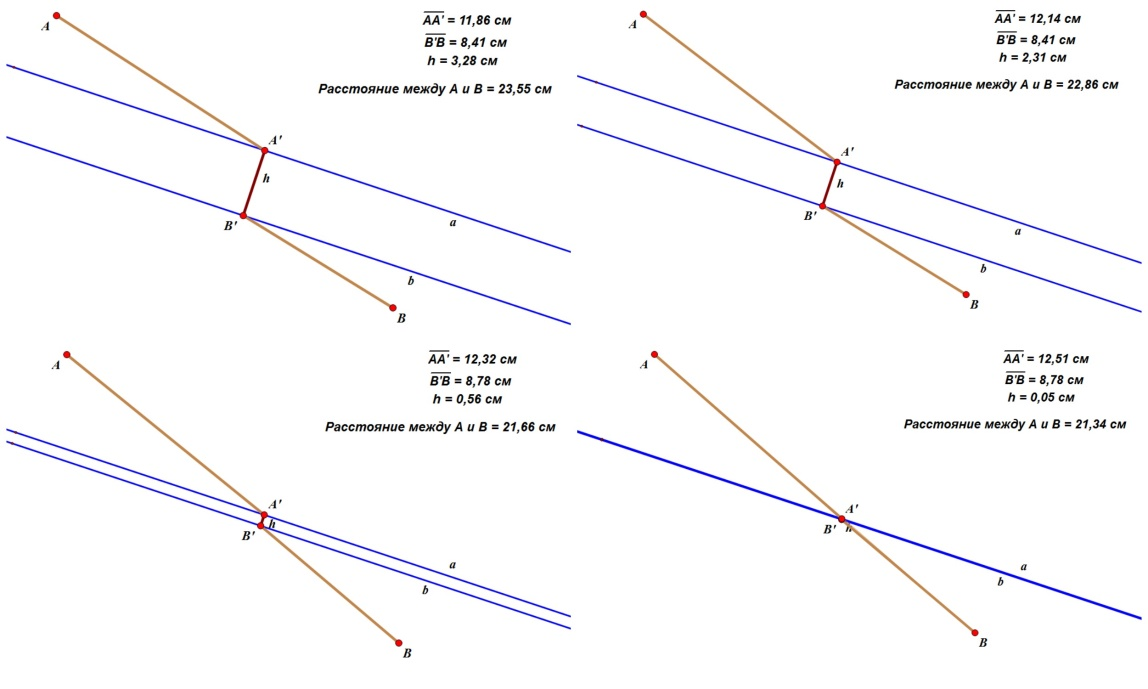 A
A'
h
B'
a
b
B
AA' = 11,86 см
B'B = 8,41 см
h = 3,28 см
Расстояние между A и B = 23,55 см
A
A'
h
B'
a
b
B
AA' = 12,14 см
B'B = 8,41 см
h = 2,31 см
Расстояние между A и B = 22,86 см
A
A'
h
B'
a
b
B
AA' = 12,32 см
B'B = 8,78 см
h = 0,56 см
Расстояние между A и B = 21,66 см
A
A'
B'
h
a
b
B
AA' = 12,51 см
B'B = 8,78 см
h = 0,05 см
Расстояние между A и B = 21,34 см